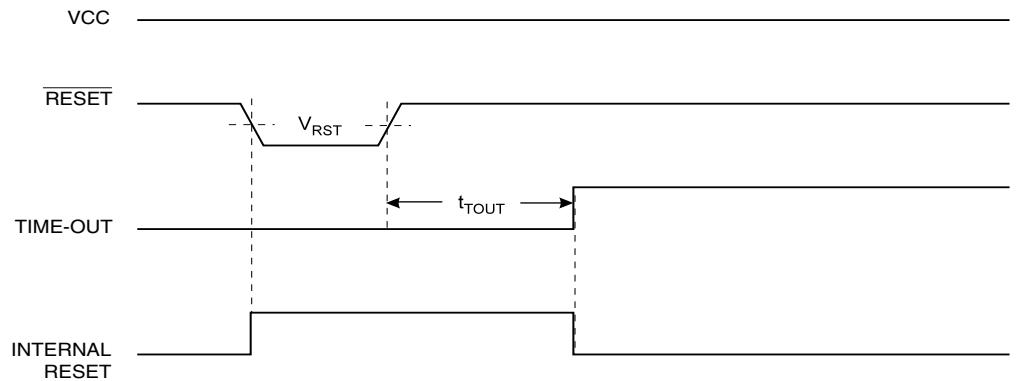 VCC
RESET
V_RST
t_TOUT
TIME-OUT
INTERNAL
RESET